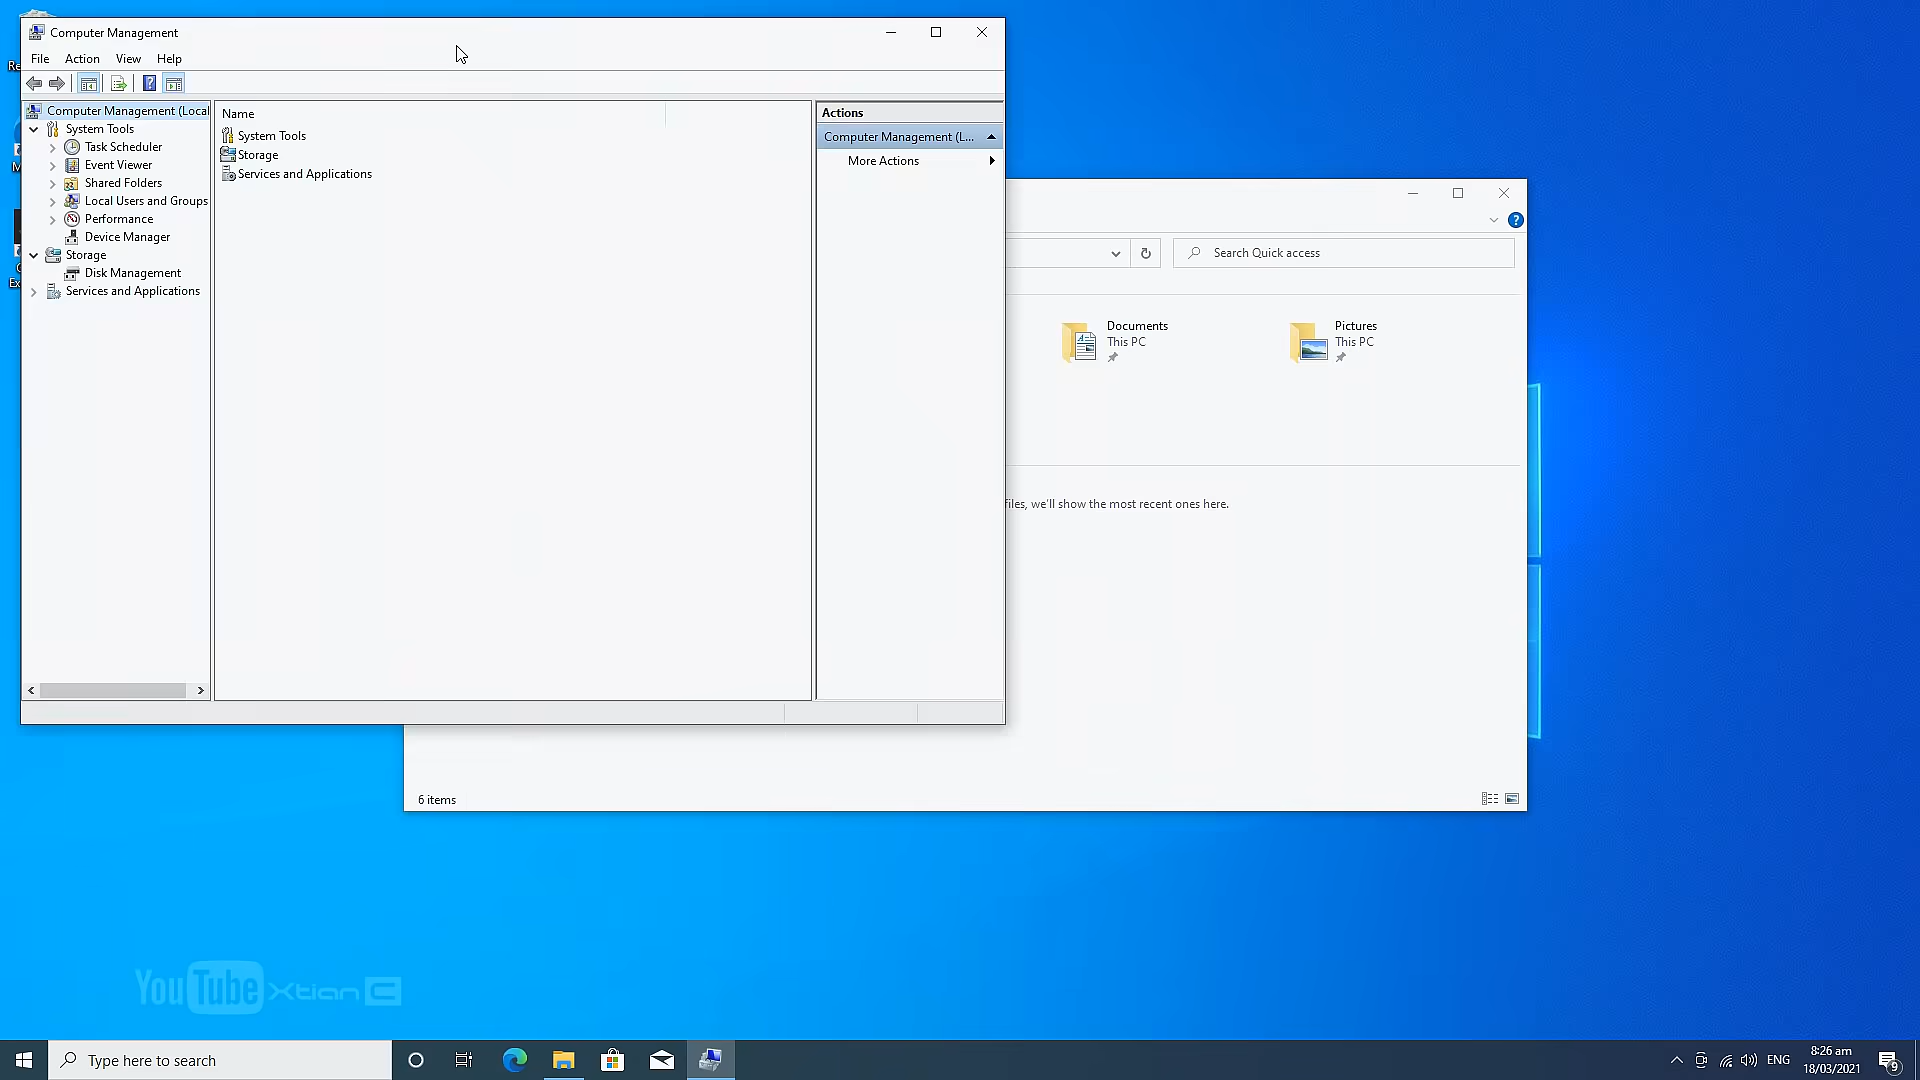 Computer Management
File Action View Help
Computer Management (Local
System Tools
Task Scheduler
Event Viewer
Shared Folders
Local Users and Groups
Performance
Device Manager
Storage
Disk Management
Services and Applications
Name
System Tools
Storage
Services and Applications
Actions
Computer Management (L...
More Actions
Search Quick access
Documents
This PC
Pictures
This PC
files, we'll show the most recent ones here.
6 items
YouTube Xtian C
Type here to search
ENG
8:26 am
18/03/2021
9